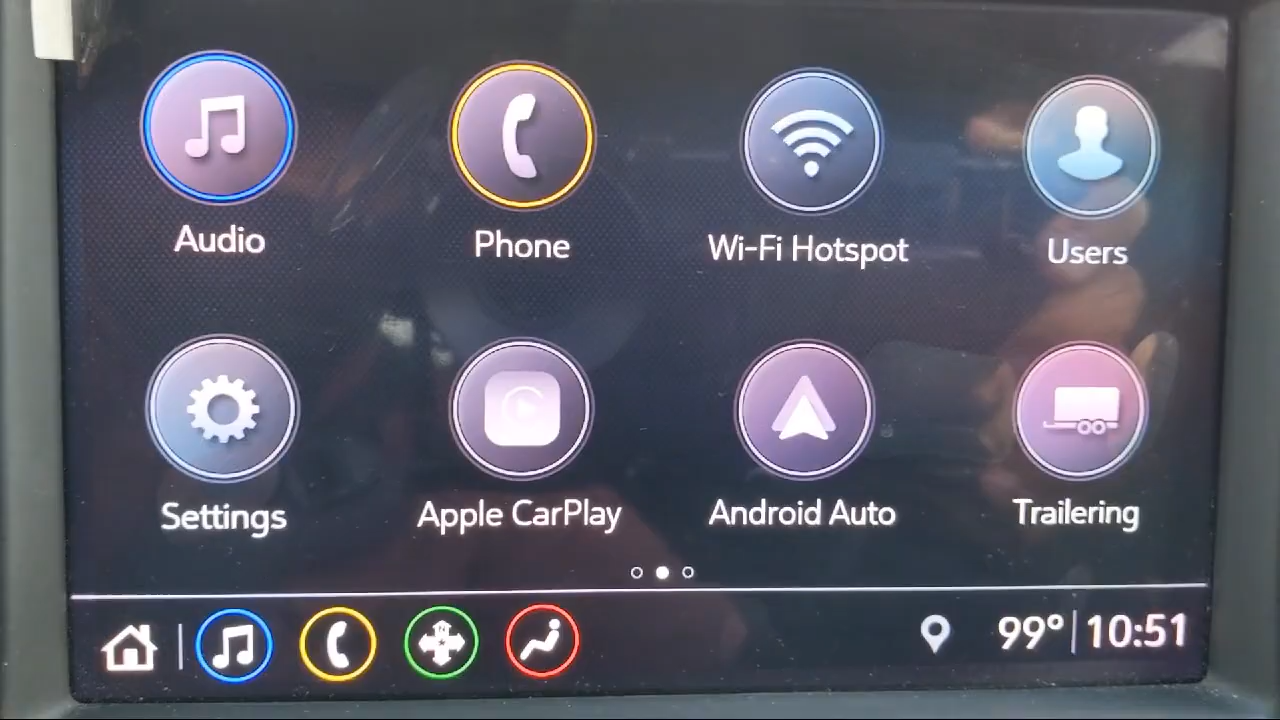 Audio
Phone
Wi-Fi Hotspot
Users
Settings
Apple CarPlay
Android Auto
Trailering
99° 10:51